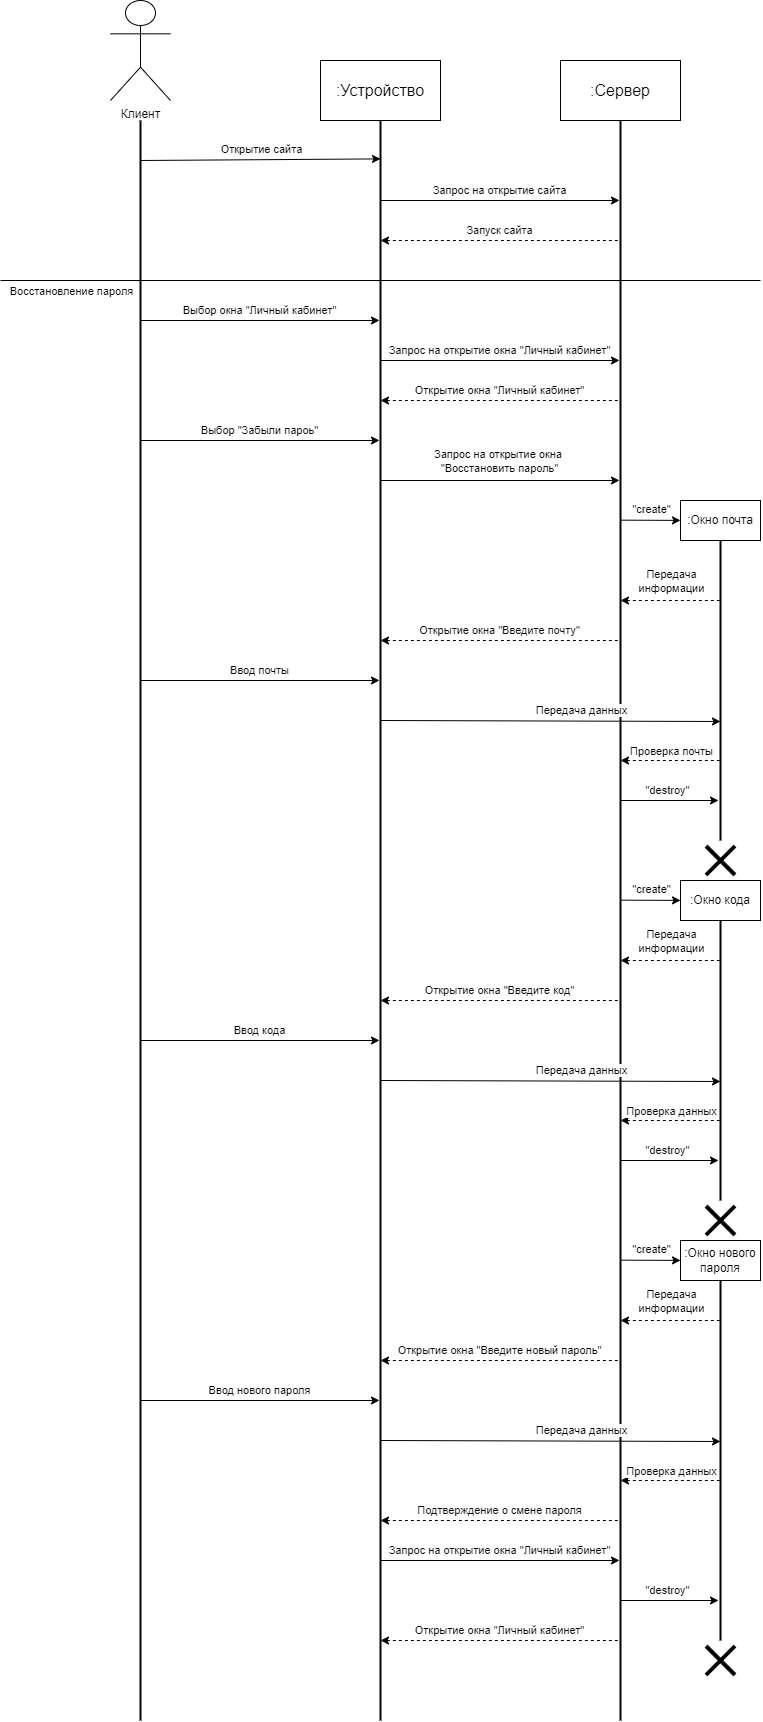 :Устройство
:Сервер
Клиент
Открытие сайта
Запрос на открытие сайта
Запуск сайта
Восстановление пароля
Выбор окна "Личный кабинет"
Запрос на открытие окна "Личный кабинет"
Открытие окна "Личный кабинет"
Выбор "Забыли пароь"
Запрос на открытие окна
"Восстановить пароль"
"create"
:Окно почта
Передача
информации
Открытие окна "Введите почту"
Ввод почты
Передача данных
Проверка почты
"destroy"
"create"
:Окно кода
Передача
информации
Открытие окна "Введите код"
Ввод кода
Передача данных
Проверка данных
"destroy"
"create"
:Окно нового
пароля
Передача
информации
Открытие окна "Введите новый пароль"
Ввод нового пароля
Передача данных
Проверка данных
Подтверждение о смене пароля
Запрос на открытие окна "Личный кабинет"
"destroy"
Открытие окна "Личный кабинет"